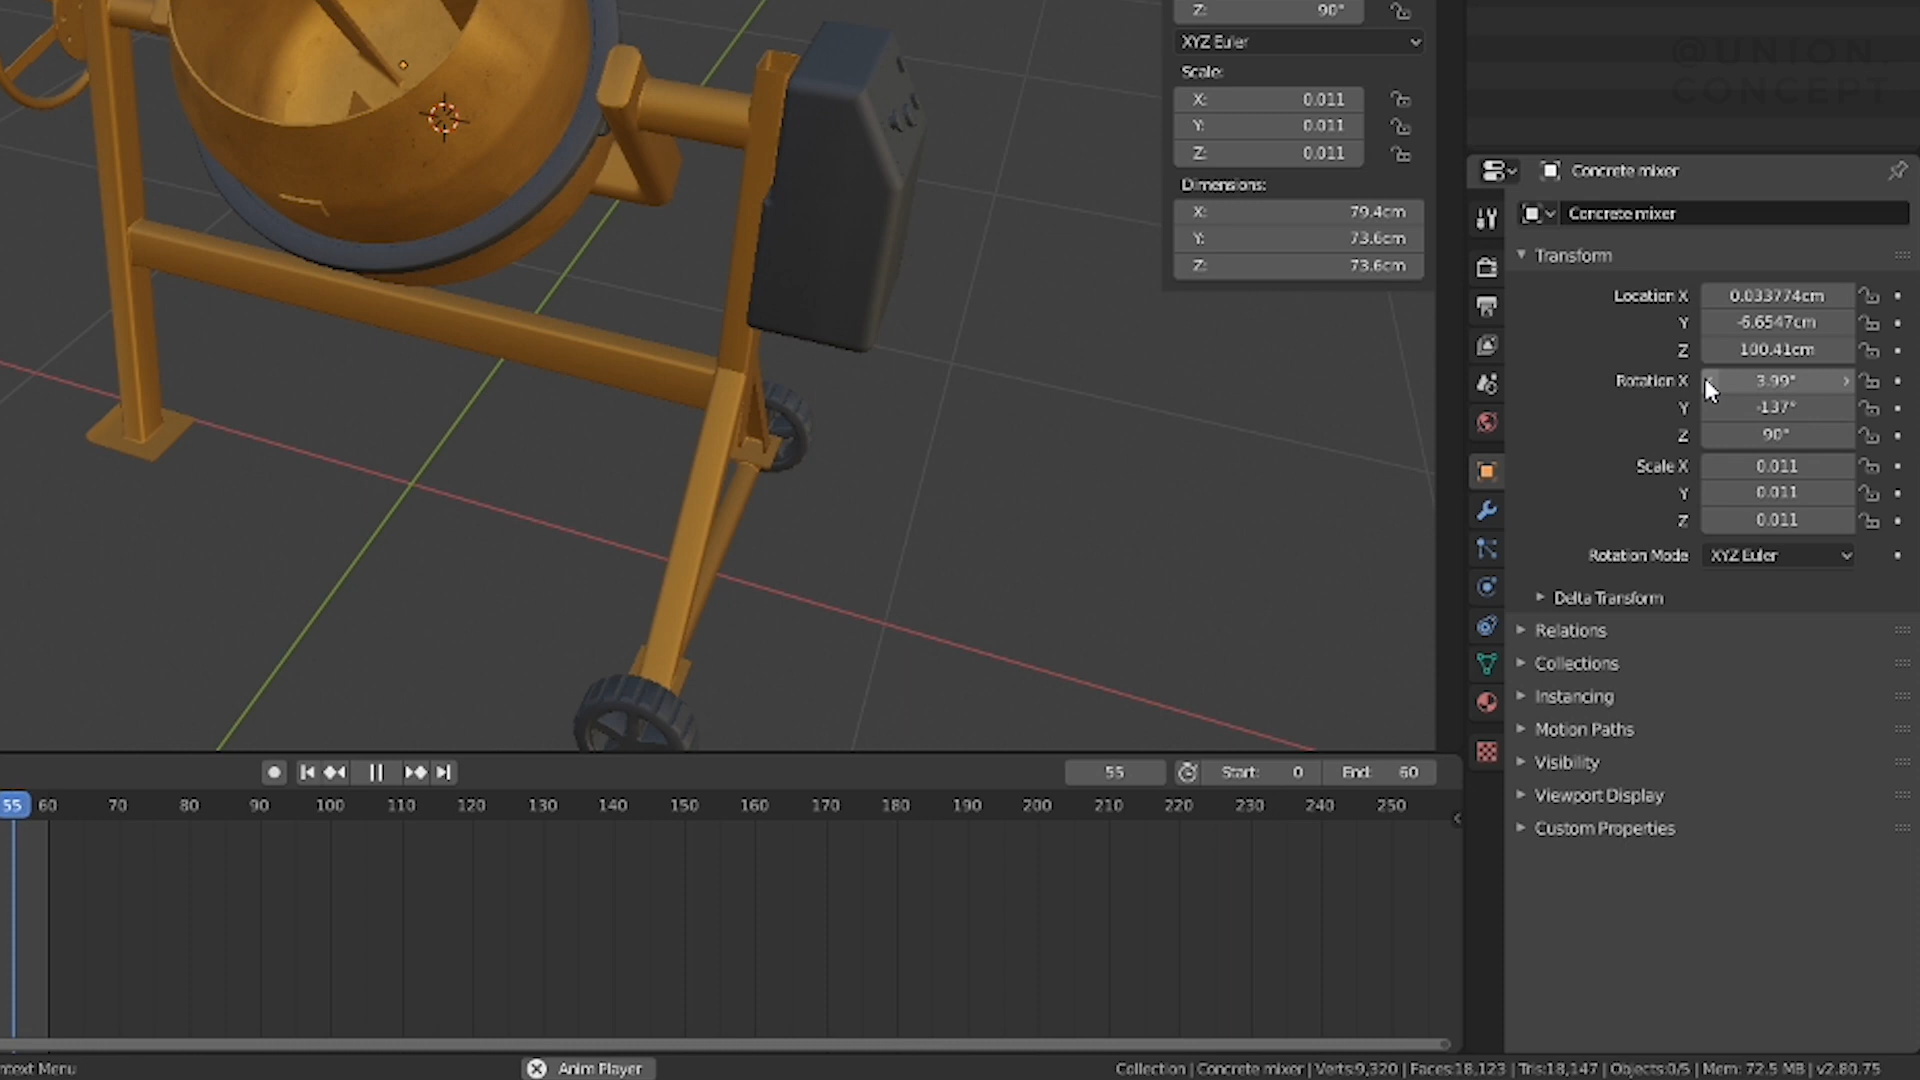 Z: 90°
XYZ Euler
Scale:
X: 0.011
Y: 0.011
Z: 0.011
Dimensions:
X: 79.4cm
Y: 73.6cm
Z: 73.6cm
@UNION.
CONCEPT
Concrete mixer
Concrete mixer
Transform
Location X 0.033774cm
Y -6.6547cm
Z 100.41cm
Rotation X 3.99°
Y -137°
Z 90°
Scale X 0.011
Y 0.011
Z 0.011
Rotation Mode XYZ Euler
Delta Transform
Relations
Collections
Instancing
Motion Paths
Visibility
Viewport Display
Custom Properties
55 Start: 0 End: 60
55 60 70 80 90 100 110 120 130 140 150 160 170 180 190 200 210 220 230 240 250
ntext Menu Anim Player Collection | Concrete mixer | Verts:9,320 | Faces:18,123 | Tris:18,147 | Objects:0/5 | Mem: 72.5 MB | v2.80.75